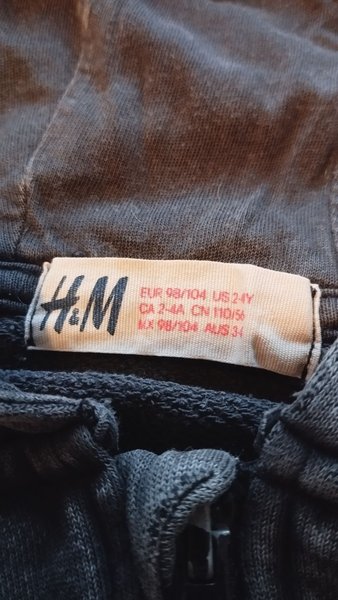 H&M
EUR 98/104 US 2-4Y
CA 2-4A CN 110/56
MX 98/104 AUS 3-4